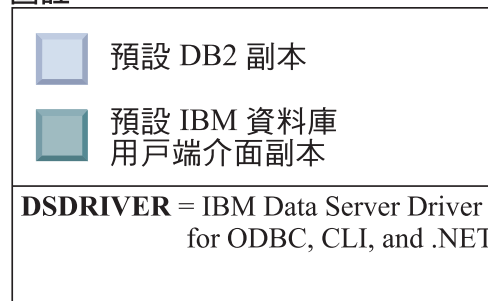 預設 DB2 副本
預設 IBM 資料庫
用戶端介面副本
DSDRIVER = IBM Data Server Driver
for ODBC, CLI, and .NET